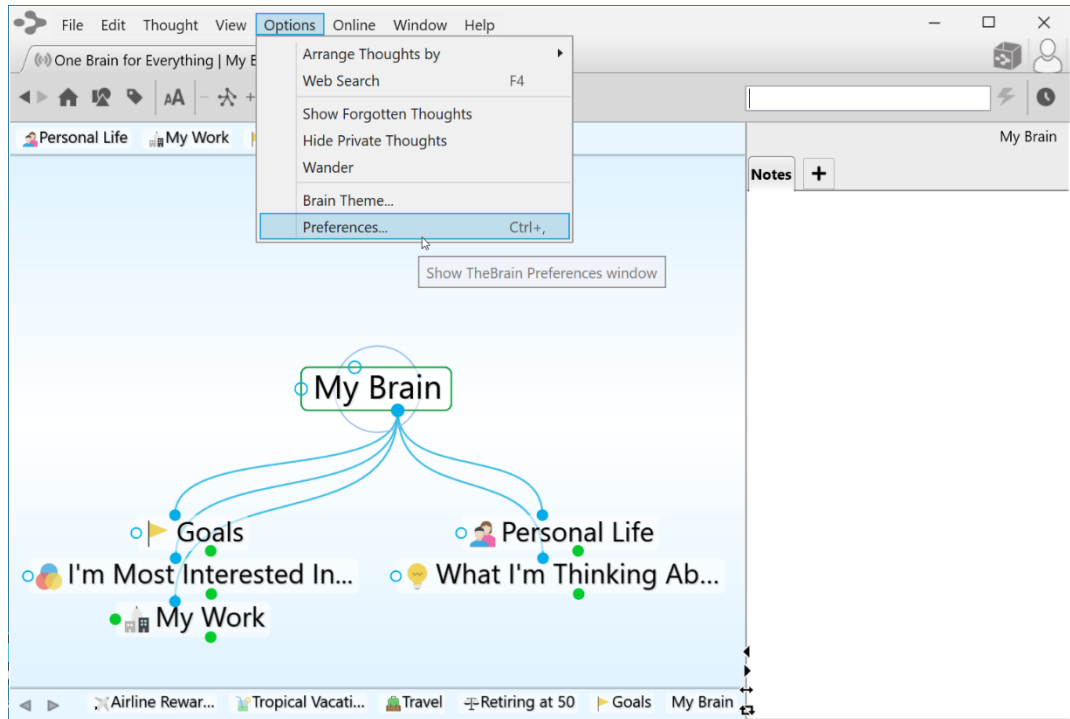 File Edit Thought View Options Online Window Help
One Brain for Everything | My B
Arrange Thoughts by
Web Search F4
Show Forgotten Thoughts
Hide Private Thoughts
Wander
Brain Theme...
Preferences... Ctrl+,
Show TheBrain Preferences window
AA
Personal Life My Work
My Brain
Notes +
My Brain
Goals
Personal Life
I'm Most Interested In...
What I'm Thinking Ab...
My Work
Airline Rewar... Tropical Vacati... Travel Retiring at 50 Goals My Brain